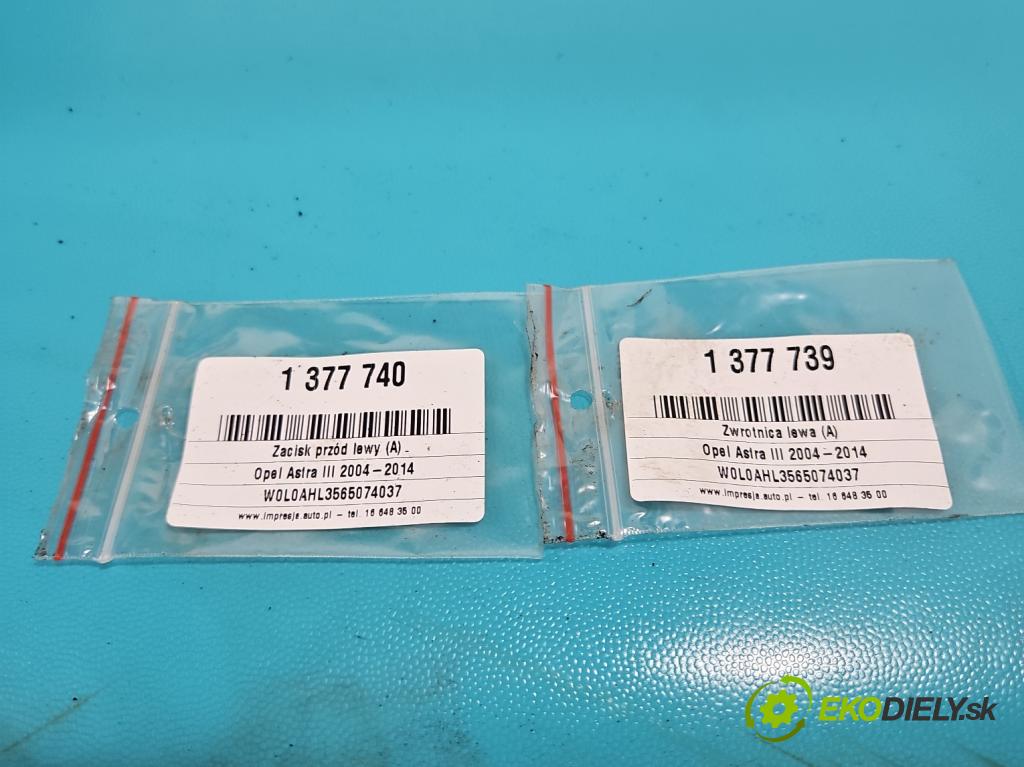 1 377 740
Zacisk przód lewy (A)
Opel Astra III 2004-2014
W0L0AHL3565074037
www.impresja.auto.pl - tel. 16 648 35 00
1 377 739
Zwrotnica lewa (A)
Opel Astra III 2004-2014
W0L0AHL3565074037
www.impresja.auto.pl - tel. 16 648 35 00
EKODIELY.sk